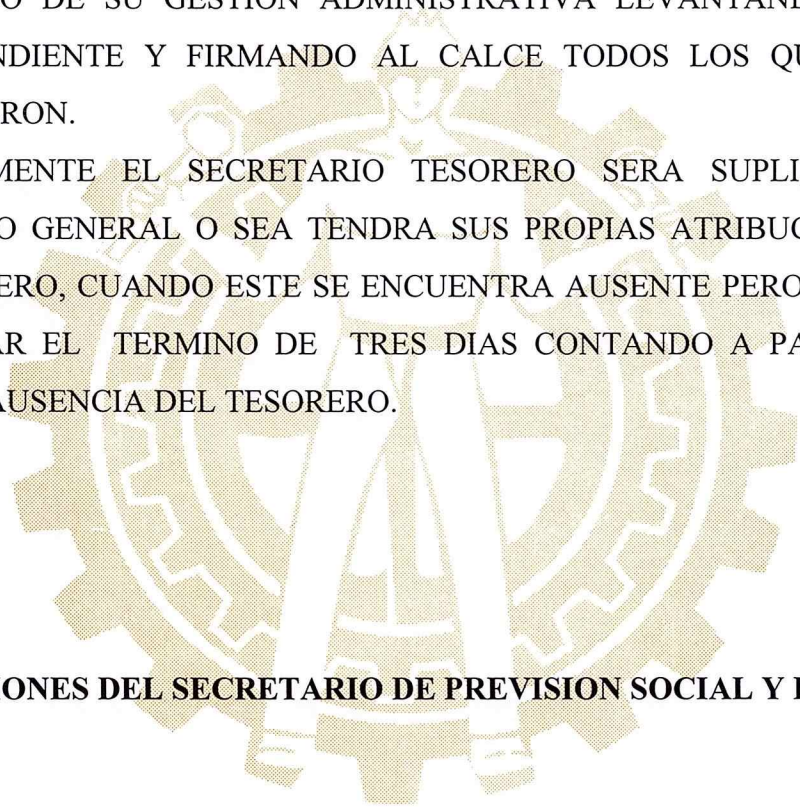 O DE SU GESTION ADMINISTRATIVA LEVANTAND
NDIENTE Y FIRMANDO AL CALCE TODOS LOS QU
RON.
MENTE EL SECRETARIO TESORERO SERA SUPLI
O GENERAL O SEA TENDRA SUS PROPIAS ATRIBUC
ERO, CUANDO ESTE SE ENCUENTRA AUSENTE PERO
AR EL TERMINO DE TRES DIAS CONTANDO A PA
AUSENCIA DEL TESORERO.
IONES DEL SECRETARIO DE PREVISION SOCIAL Y